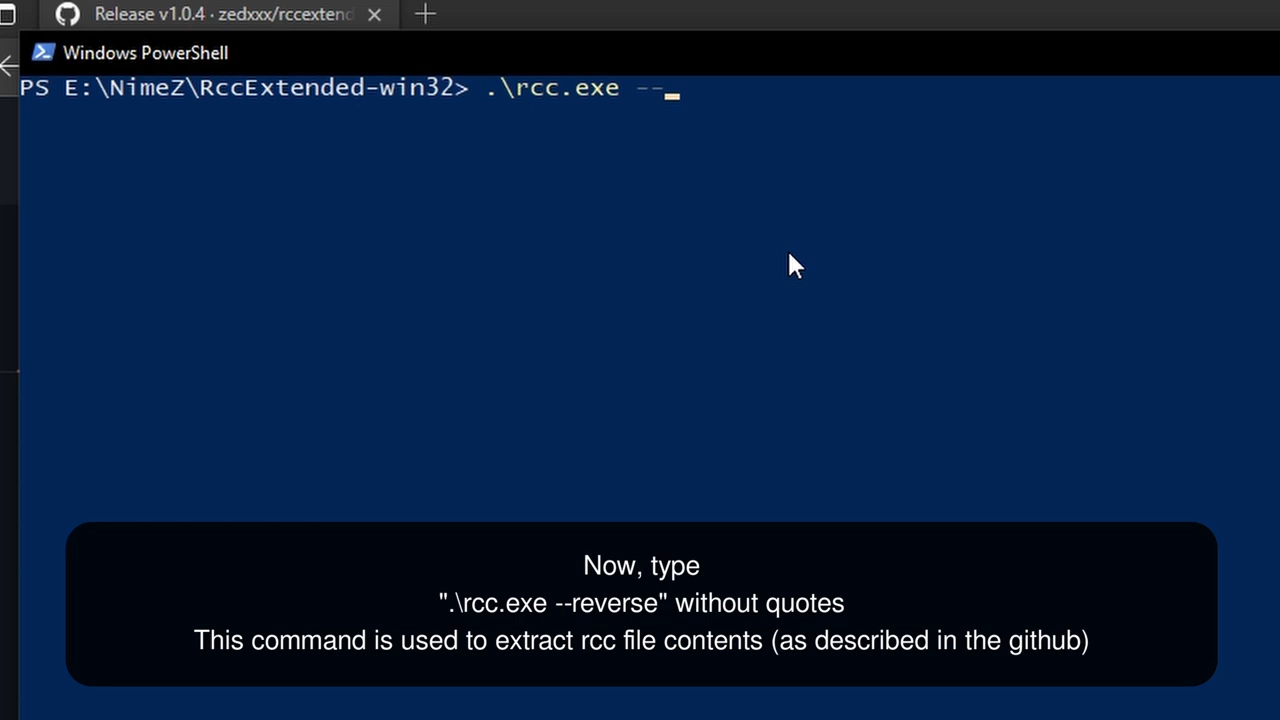 Release v1.0.4 · zedxxx/rccextend
Windows PowerShell
PS E:\NimeZ\RccExtended-win32> .\rcc.exe --
Now, type
".\rcc.exe --reverse" without quotes
This command is used to extract rcc file contents (as described in the github)